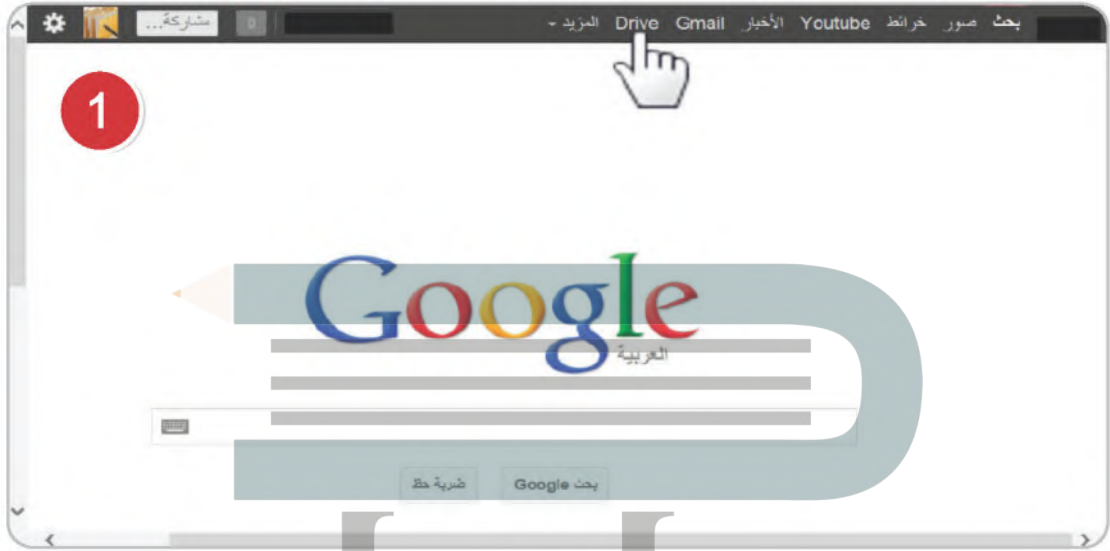 بحث صور خرائط Youtube الأخبار Gmail Drive المزيد
0 مشاركة...
1
Google
العربية
بحث Google ضربة حظ